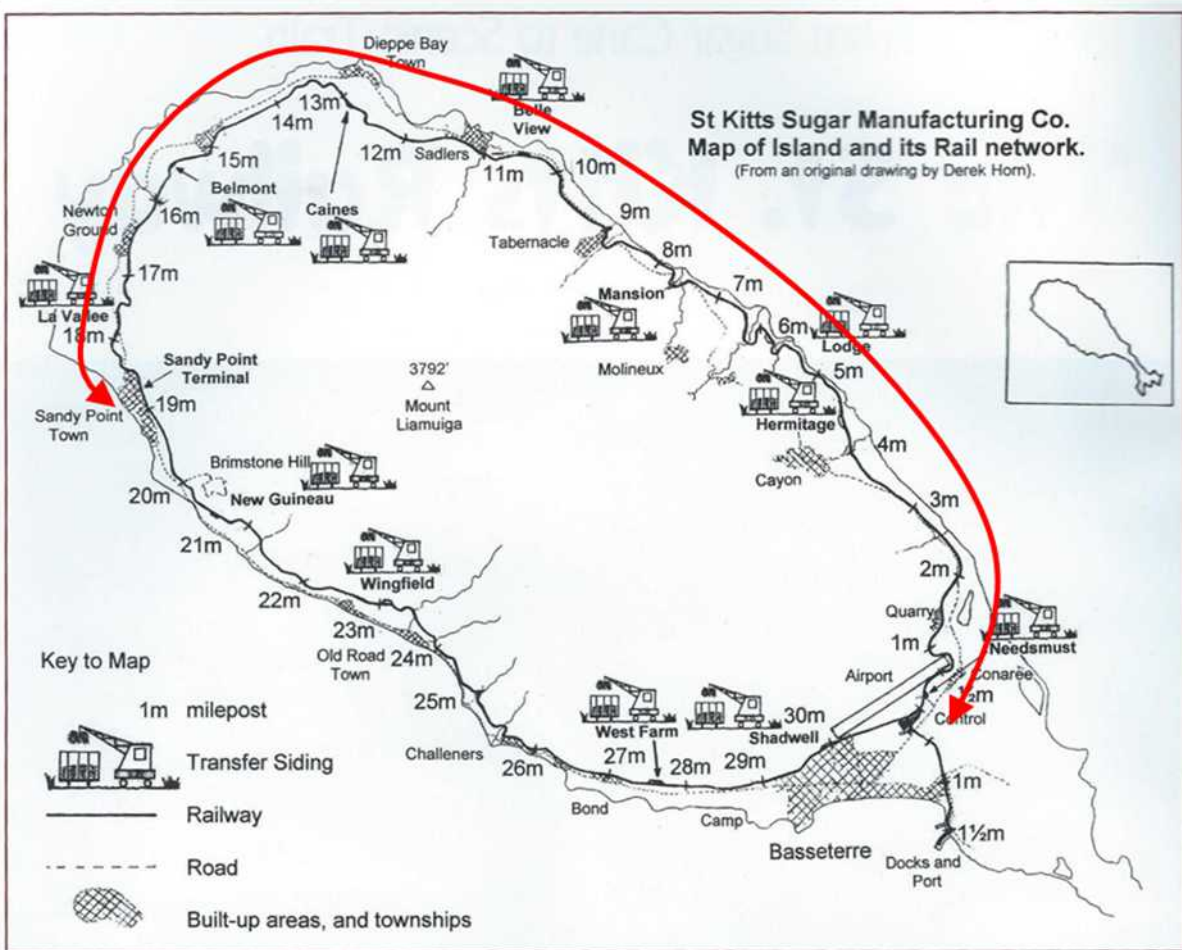 Dieppe Bay
Town
Belle
View
St Kitts Sugar Manufacturing Co.
Map of Island and its Rail network.
(From an original drawing by Derek Horn).
13m
14m
12m
Sadlers
11m
10m
15m
Belmont
16m
Caines
Newton
Ground
9m
Tabernacle
8m
17m
7m
Mansion
La Vallee
18m
6m
Lodge
Molineux
5m
Sandy Point
Terminal
19m
3792'
Mount
Liamuiga
Hermitage
Sandy Point
Town
4m
Cayon
Brimstone Hill
New Guineau
20m
3m
21m
2m
Wingfield
22m
Quarry
23m
1m
Needsmust
Old Road
Town
24m
Key to Map
Airport
Conaree
½m
Control
25m
1m milepost
30m
West Farm
Shadwell
Transfer Siding
Challeners
26m
27m
28m
29m
1m
Bond
Camp
Railway
1½m
Basseterre
Docks and
Port
Road
Built-up areas, and townships